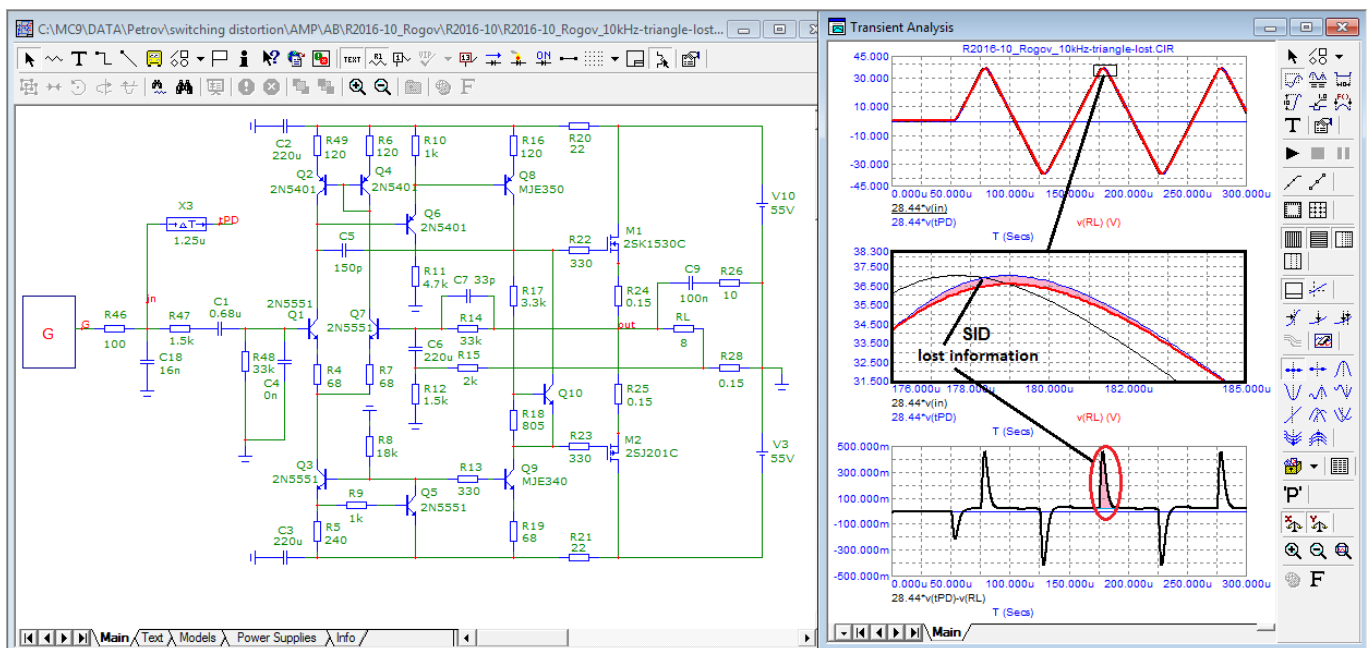 C:\MC9\DATA\Petrov\switching distortion\AMP\AB\R2016-10_Rogov\R2016-10\R2016-10_Rogov_10kHz-triangle-lost...
TEXT
R1
VIP
ON
F
C2
220u
R49
120
R6
120
R10
1k
R16
120
R20
22
Q2
2N5401
Q4
2N5401
Q8
MJE350
V10
55V
X3
ΔT
tPD
1.25u
Q6
2N5401
C5
150p
R11
4.7k
C7 33p
R22
330
M1
2SK1530C
R17
3.3k
R24
0.15
C9
100n
R26
10
G
G
R46
100
in
R47
1.5k
C1
0.68u
2N5551
Q1
Q7
2N5551
R14
33k
out
RL
8
C18
16n
R48
33k
C4
0n
R4
68
R7
68
C6
220u
R15
2k
R12
1.5k
R28
0.15
Q10
R25
0.15
R8
18k
R18
805
R23
330
M2
2SJ201C
V3
55V
Q3
2N5551
R13
330
Q9
MJE340
R9
1k
Q5
2N5551
C3
220u
R5
240
R19
68
R21
22
Main
Text
Models
Power Supplies
Info
Transient Analysis
R2016-10_Rogov_10kHz-triangle-lost.CIR
45.000
30.000
10.000
-10.000
-30.000
-45.000
0.000u 50.000u 100.000u 150.000u 200.000u 250.000u 300.000u
28.44*v(in)
28.44*v(tPD) v(RL) (V)
T (Secs)
38.300
37.500
36.500
35.500
34.500
33.500
32.500
31.500
SID
lost information
176.000u 178.000u 180.000u 182.000u 185.000u
28.44*v(in)
28.44*v(tPD) v(RL) (V)
T (Secs)
500.000m
300.000m
100.000m
-100.000m
-300.000m
-500.000m
0.000u 50.000u 100.000u 150.000u 200.000u 250.000u 300.000u
28.44*v(tPD)-v(RL)
T (Secs)
Main
T
'P'
F